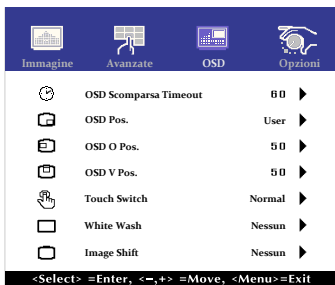 Immagine Avanzate OSD Opzioni
OSD Scomparsa Timeout 60
OSD Pos. User
OSD O Pos. 50
OSD V Pos. 50
Touch Switch Normal
White Wash Nessun
Image Shift Nessun
<Select> =Enter, <−,+> =Move, <Menu>=Exit